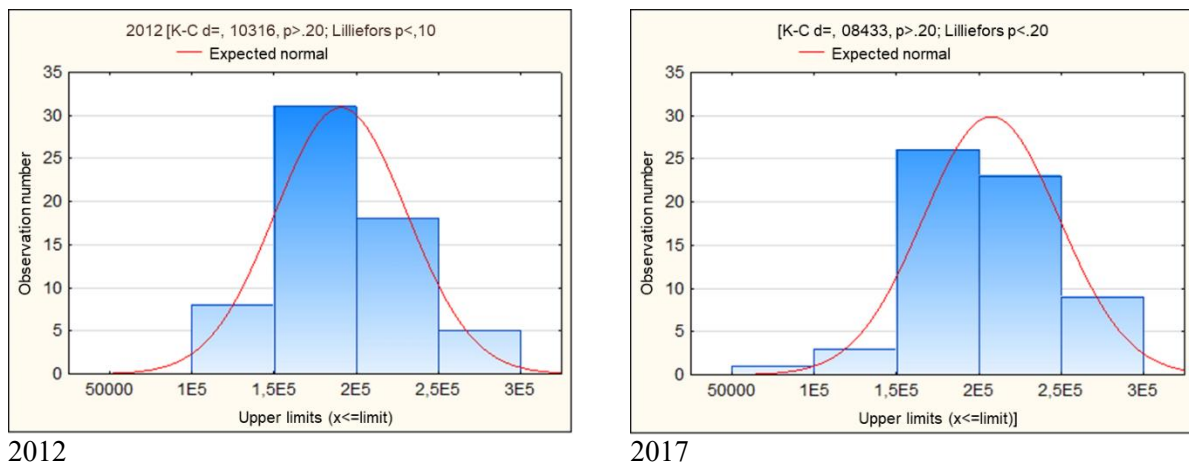 2012 [K-C d=, 10316, p>.20; Lilliefors p<,10
Expected normal
35
30
25
20
15
10
5
0
Observation number
50000 1E5 1,5E5 2E5 2,5E5 3E5
Upper limits (x<=limit)
2012
[K-C d=, 08433, p>.20; Lilliefors p<.20
Expected normal
35
30
25
20
15
10
5
0
Observation number
50000 1E5 1,5E5 2E5 2,5E5 3E5
Upper limits (x<=limit)]
2017